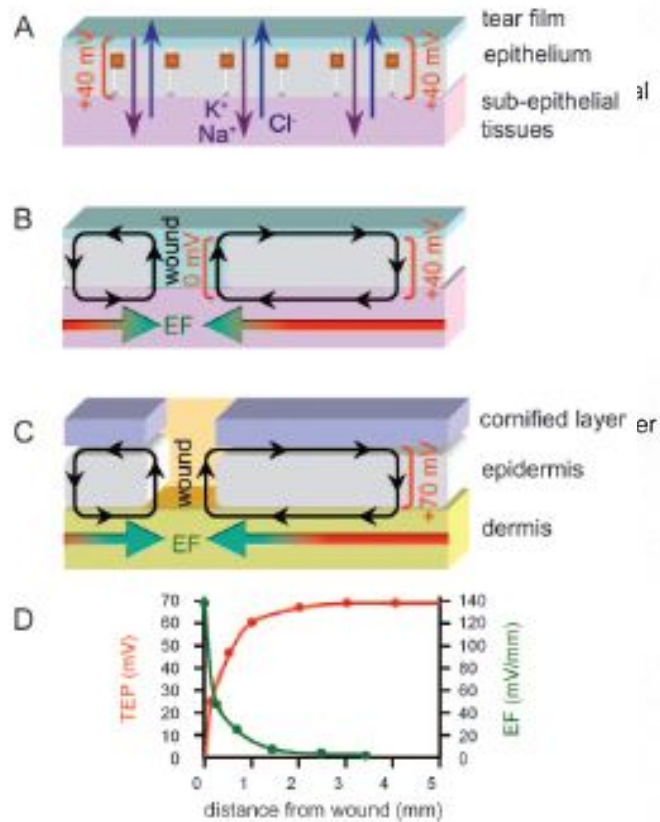 A
+40 mV
K⁺
Na⁺
Cl⁻
+40 mV
tear film
epithelium
sub-epithelial
tissues
al
B
wound
0 mV
+40 mV
EF
C
wound
+70 mV
EF
cornified layer
epidermis
dermis
er
D
TEP (mV)
70
60
50
40
30
20
10
0
140
120
100
80
60
40
20
0
EF (mV/mm)
0 1 2 3 4 5
distance from wound (mm)